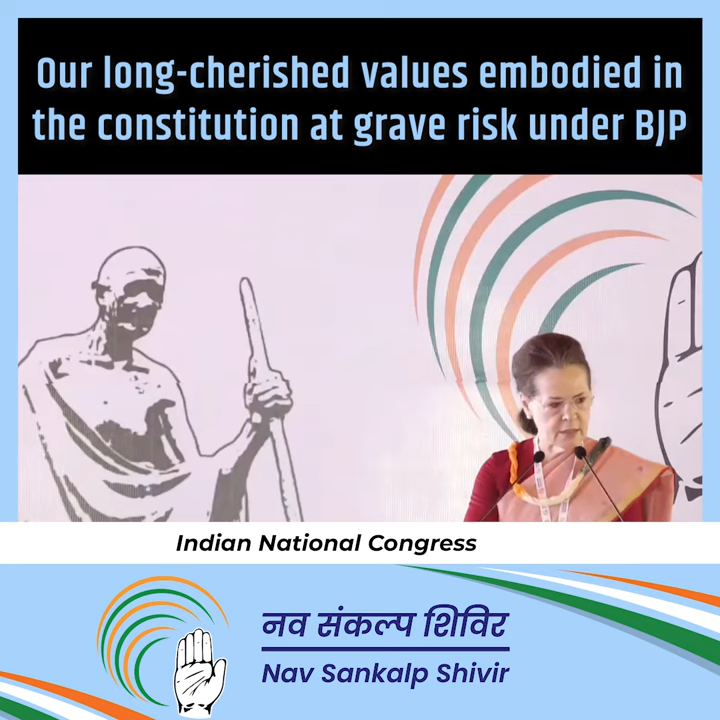 Our long-cherished values embodied in
the constitution at grave risk under BJP
Indian National Congress
नव संकल्प शिविर
Nav Sankalp Shivir